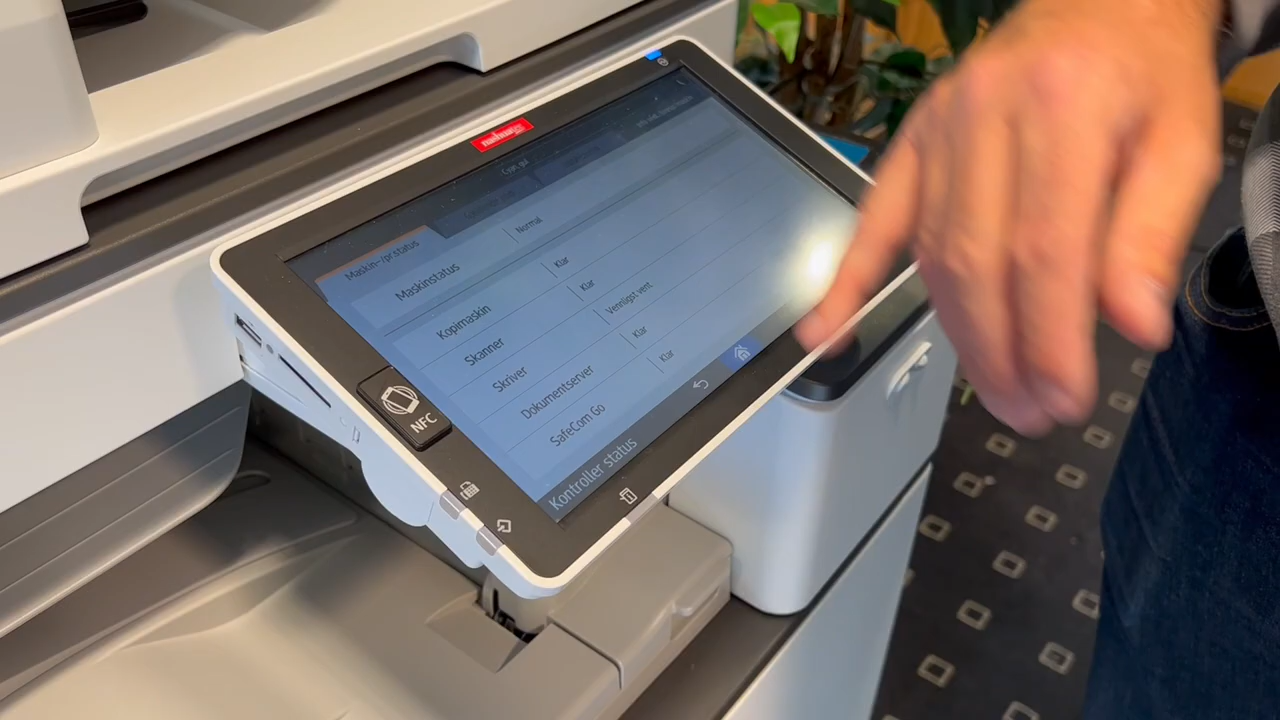 Maskin-/pr.status
Maskinstatus Normal
Kopimaskin Klar
Skanner Klar
Skriver Vennligst vent
Dokumentserver Klar
SafeCom Go Klar
Kontroller status
NFC